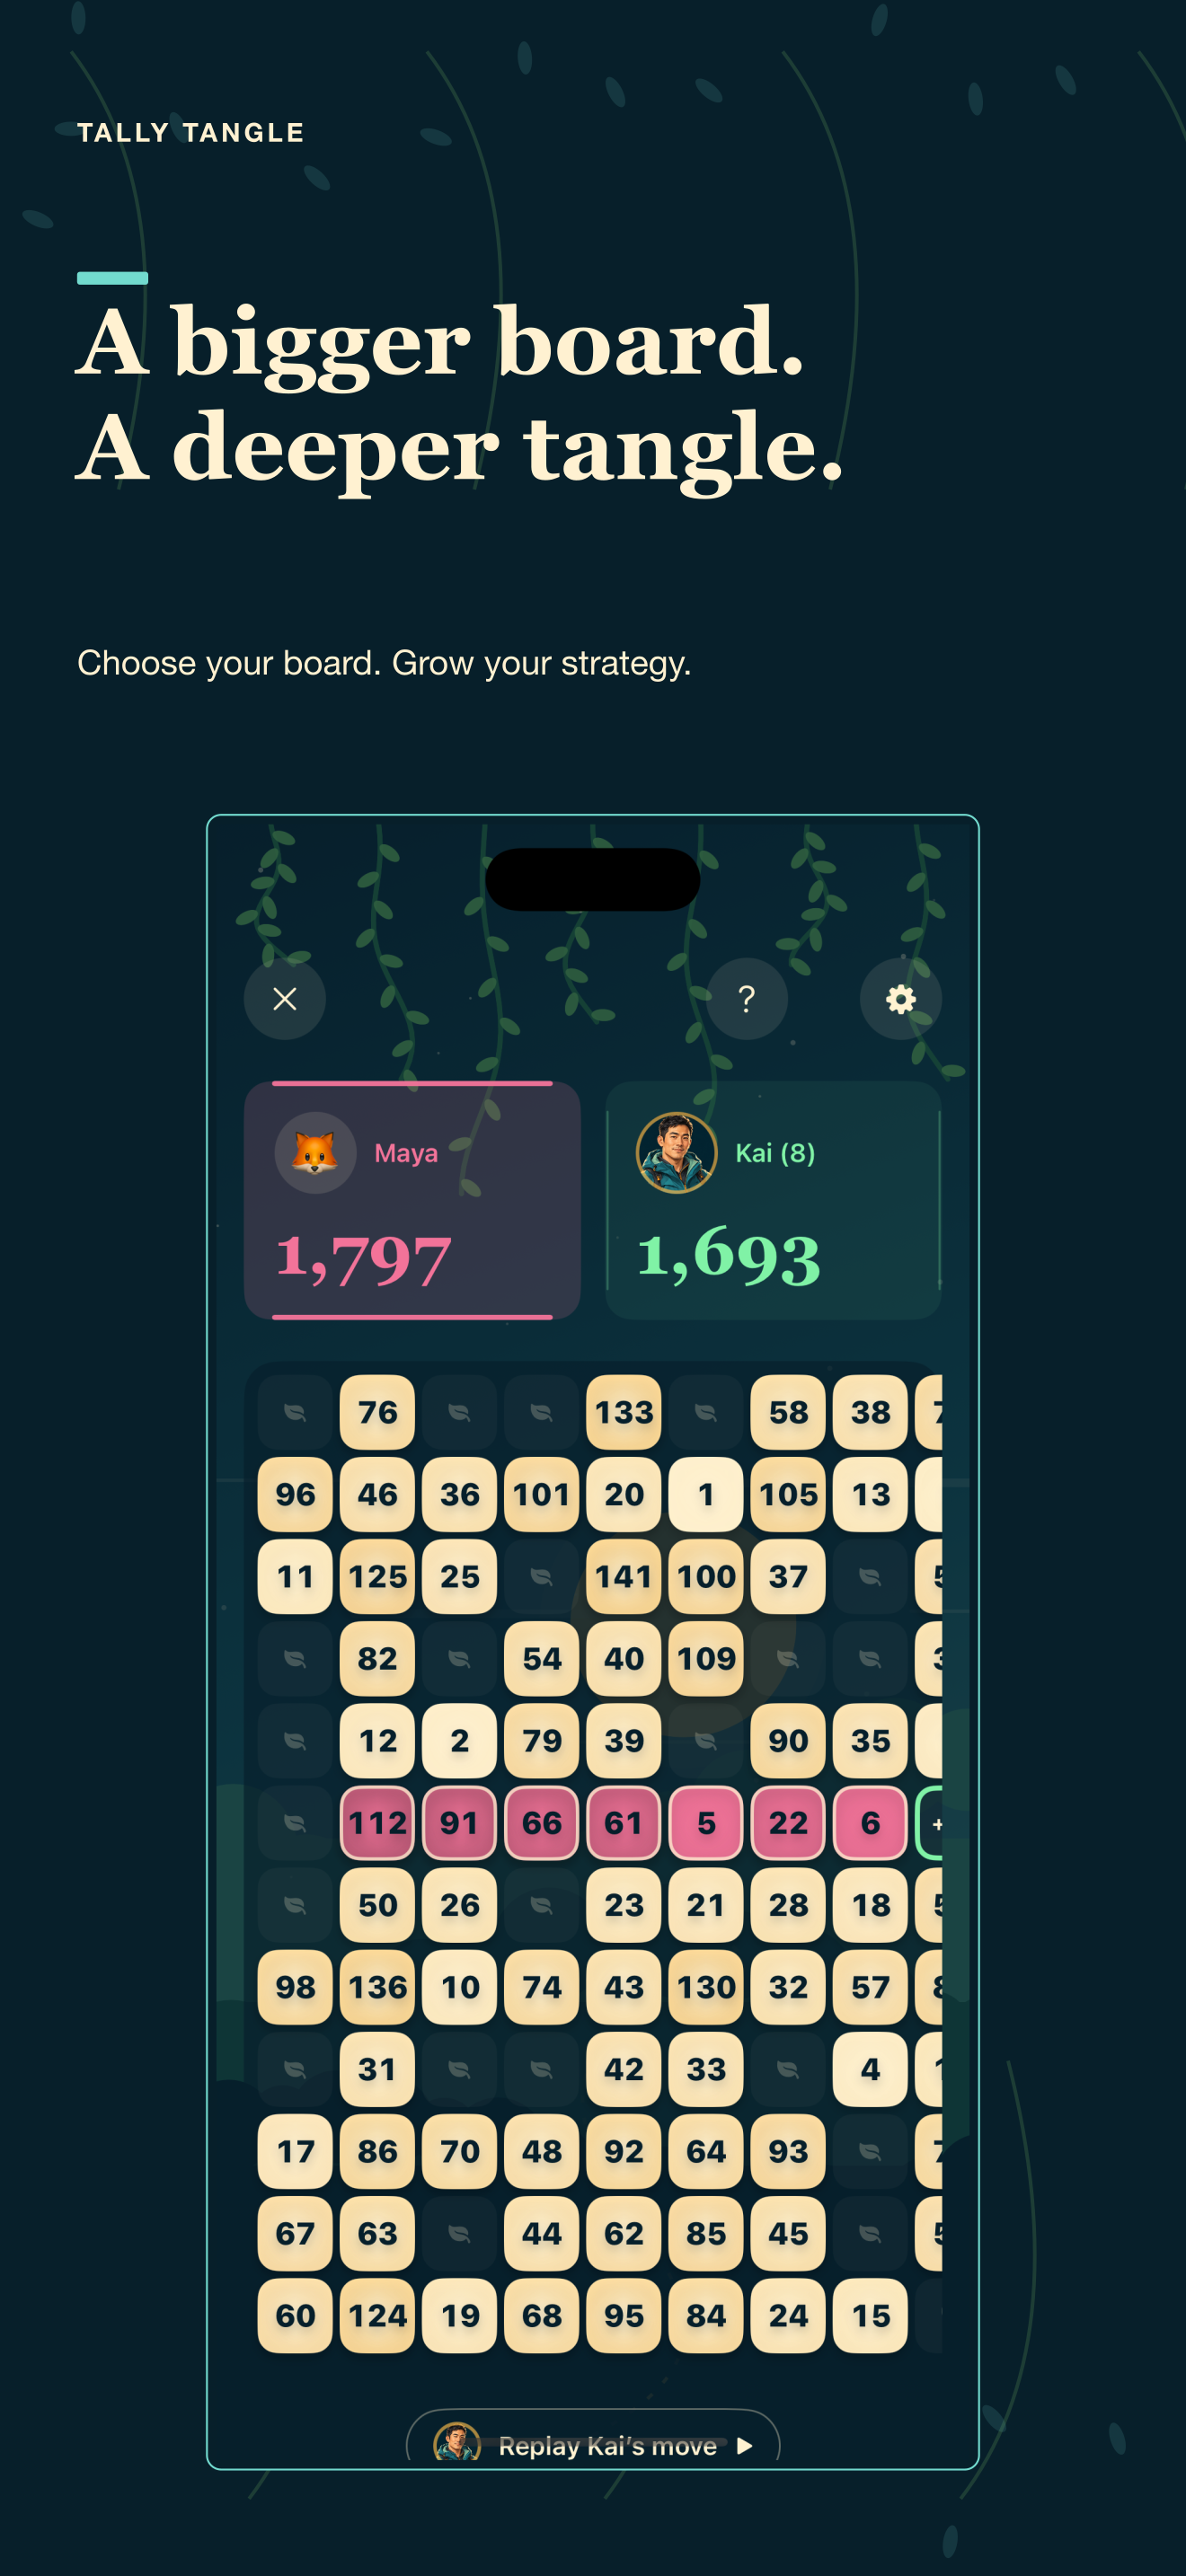 TALLY TANGLE
A bigger board.
A deeper tangle.
Choose your board. Grow your strategy.
?
Maya
Kai (8)
1,797
1,693
76 133 58 38
96 46 36 101 20 1 105 13
11 125 25 141 100 37
82 54 40 109
12 2 79 39 90 35
112 91 66 61 5 22 6
50 26 23 21 28 18
98 136 10 74 43 130 32 57
31 42 33 4
17 86 70 48 92 64 93
67 63 44 62 85 45
60 124 19 68 95 84 24 15
Replay Kai's move